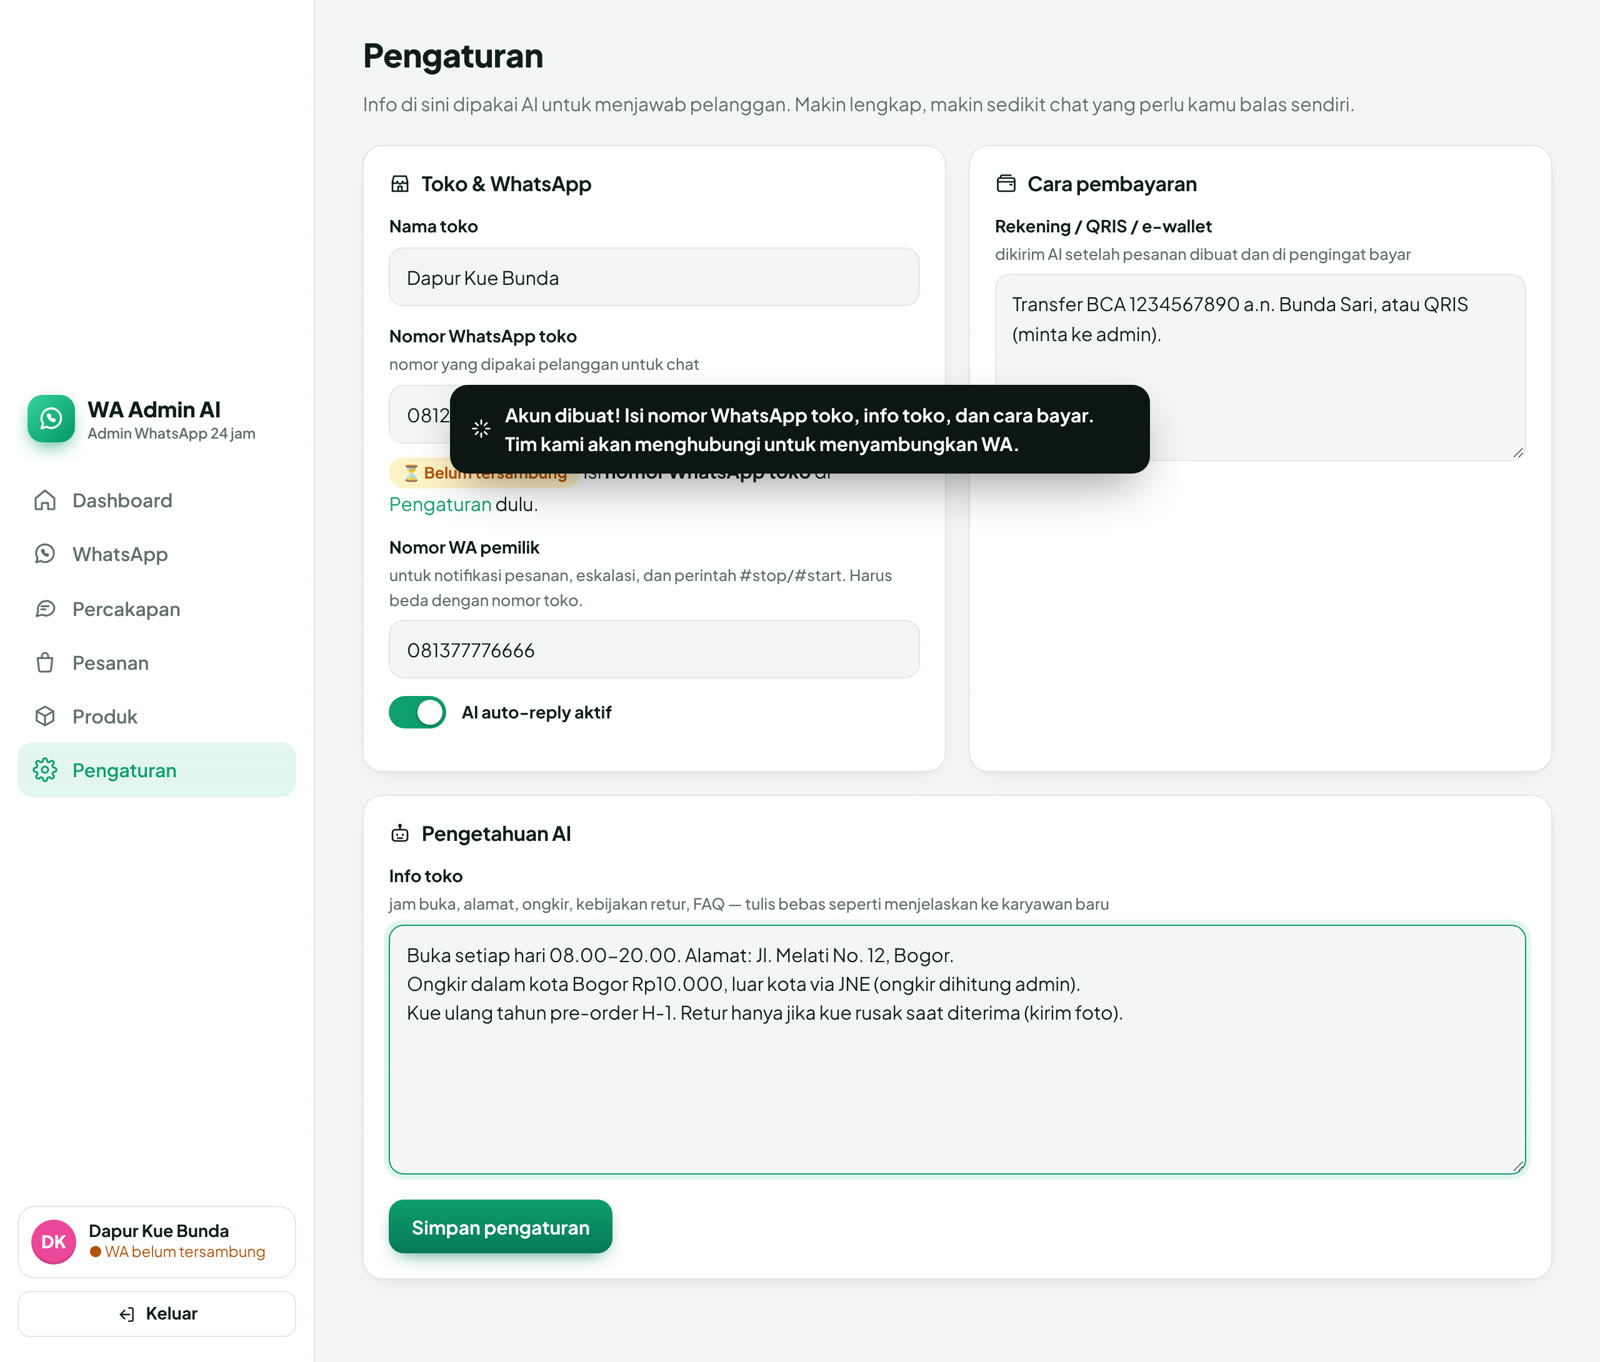 WA Admin AI
Admin WhatsApp 24 jam
Dashboard
WhatsApp
Percakapan
Pesanan
Produk
Pengaturan
DK
Dapur Kue Bunda
WA belum tersambung
Keluar
Pengaturan
Info di sini dipakai AI untuk menjawab pelanggan. Makin lengkap, makin sedikit chat yang perlu kamu balas sendiri.
Toko & WhatsApp
Nama toko
Dapur Kue Bunda
Nomor WhatsApp toko
nomor yang dipakai pelanggan untuk chat
0812
Akun dibuat! Isi nomor WhatsApp toko, info toko, dan cara bayar.
Tim kami akan menghubungi untuk menyambungkan WA.
Belum tersambung Isi nomor WhatsApp toko di
Pengaturan dulu.
Nomor WA pemilik
untuk notifikasi pesanan, eskalasi, dan perintah #stop/#start. Harus
beda dengan nomor toko.
081377776666
AI auto-reply aktif
Cara pembayaran
Rekening / QRIS / e-wallet
dikirim AI setelah pesanan dibuat dan di pengingat bayar
Transfer BCA 1234567890 a.n. Bunda Sari, atau QRIS
(minta ke admin).
Pengetahuan AI
Info toko
jam buka, alamat, ongkir, kebijakan retur, FAQ — tulis bebas seperti menjelaskan ke karyawan baru
Buka setiap hari 08.00–20.00. Alamat: Jl. Melati No. 12, Bogor.
Ongkir dalam kota Bogor Rp10.000, luar kota via JNE (ongkir dihitung admin).
Kue ulang tahun pre-order H-1. Retur hanya jika kue rusak saat diterima (kirim foto).
Simpan pengaturan